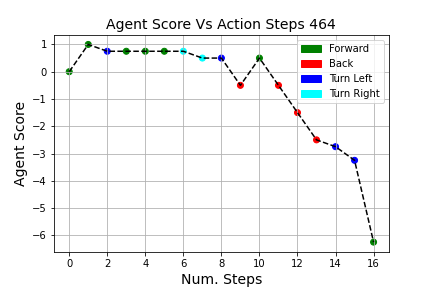 Agent Score Vs Action Steps 464
Agent Score
1
0
−1
−2
−3
−4
−5
−6
Forward
Back
Turn Left
Turn Right
0 2 4 6 8 10 12 14 16
Num. Steps